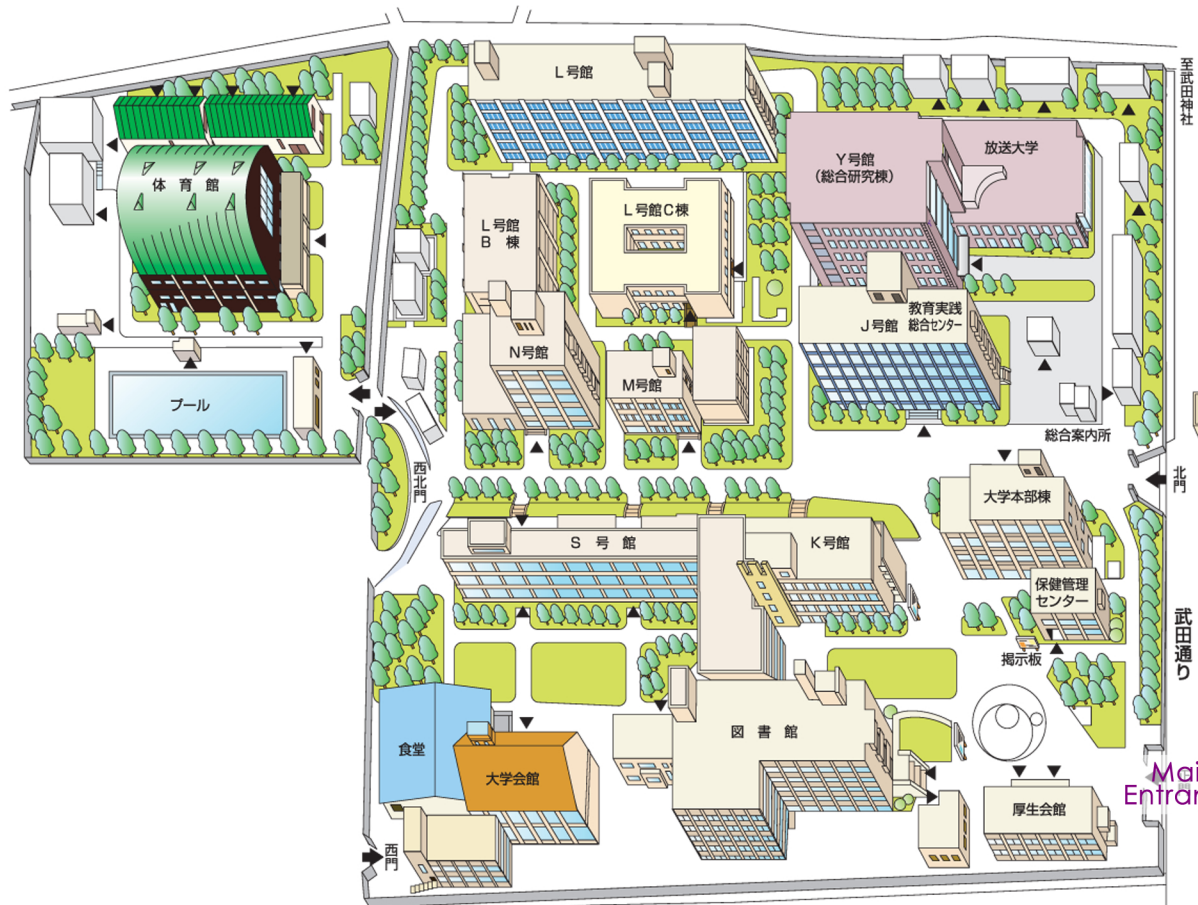 至武田神社
L号館
Y号館
(総合研究棟)
放送大学
体育館
L号館
B棟
L号館C棟
教育実践
総合センター
J号館
N号館
M号館
プール
総合案内所
西北門
北門
大学本部棟
S号館
K号館
保健管理
センター
掲示板
武田通り
図書館
食堂
大学会館
厚生会館
Mai
Entran
西門